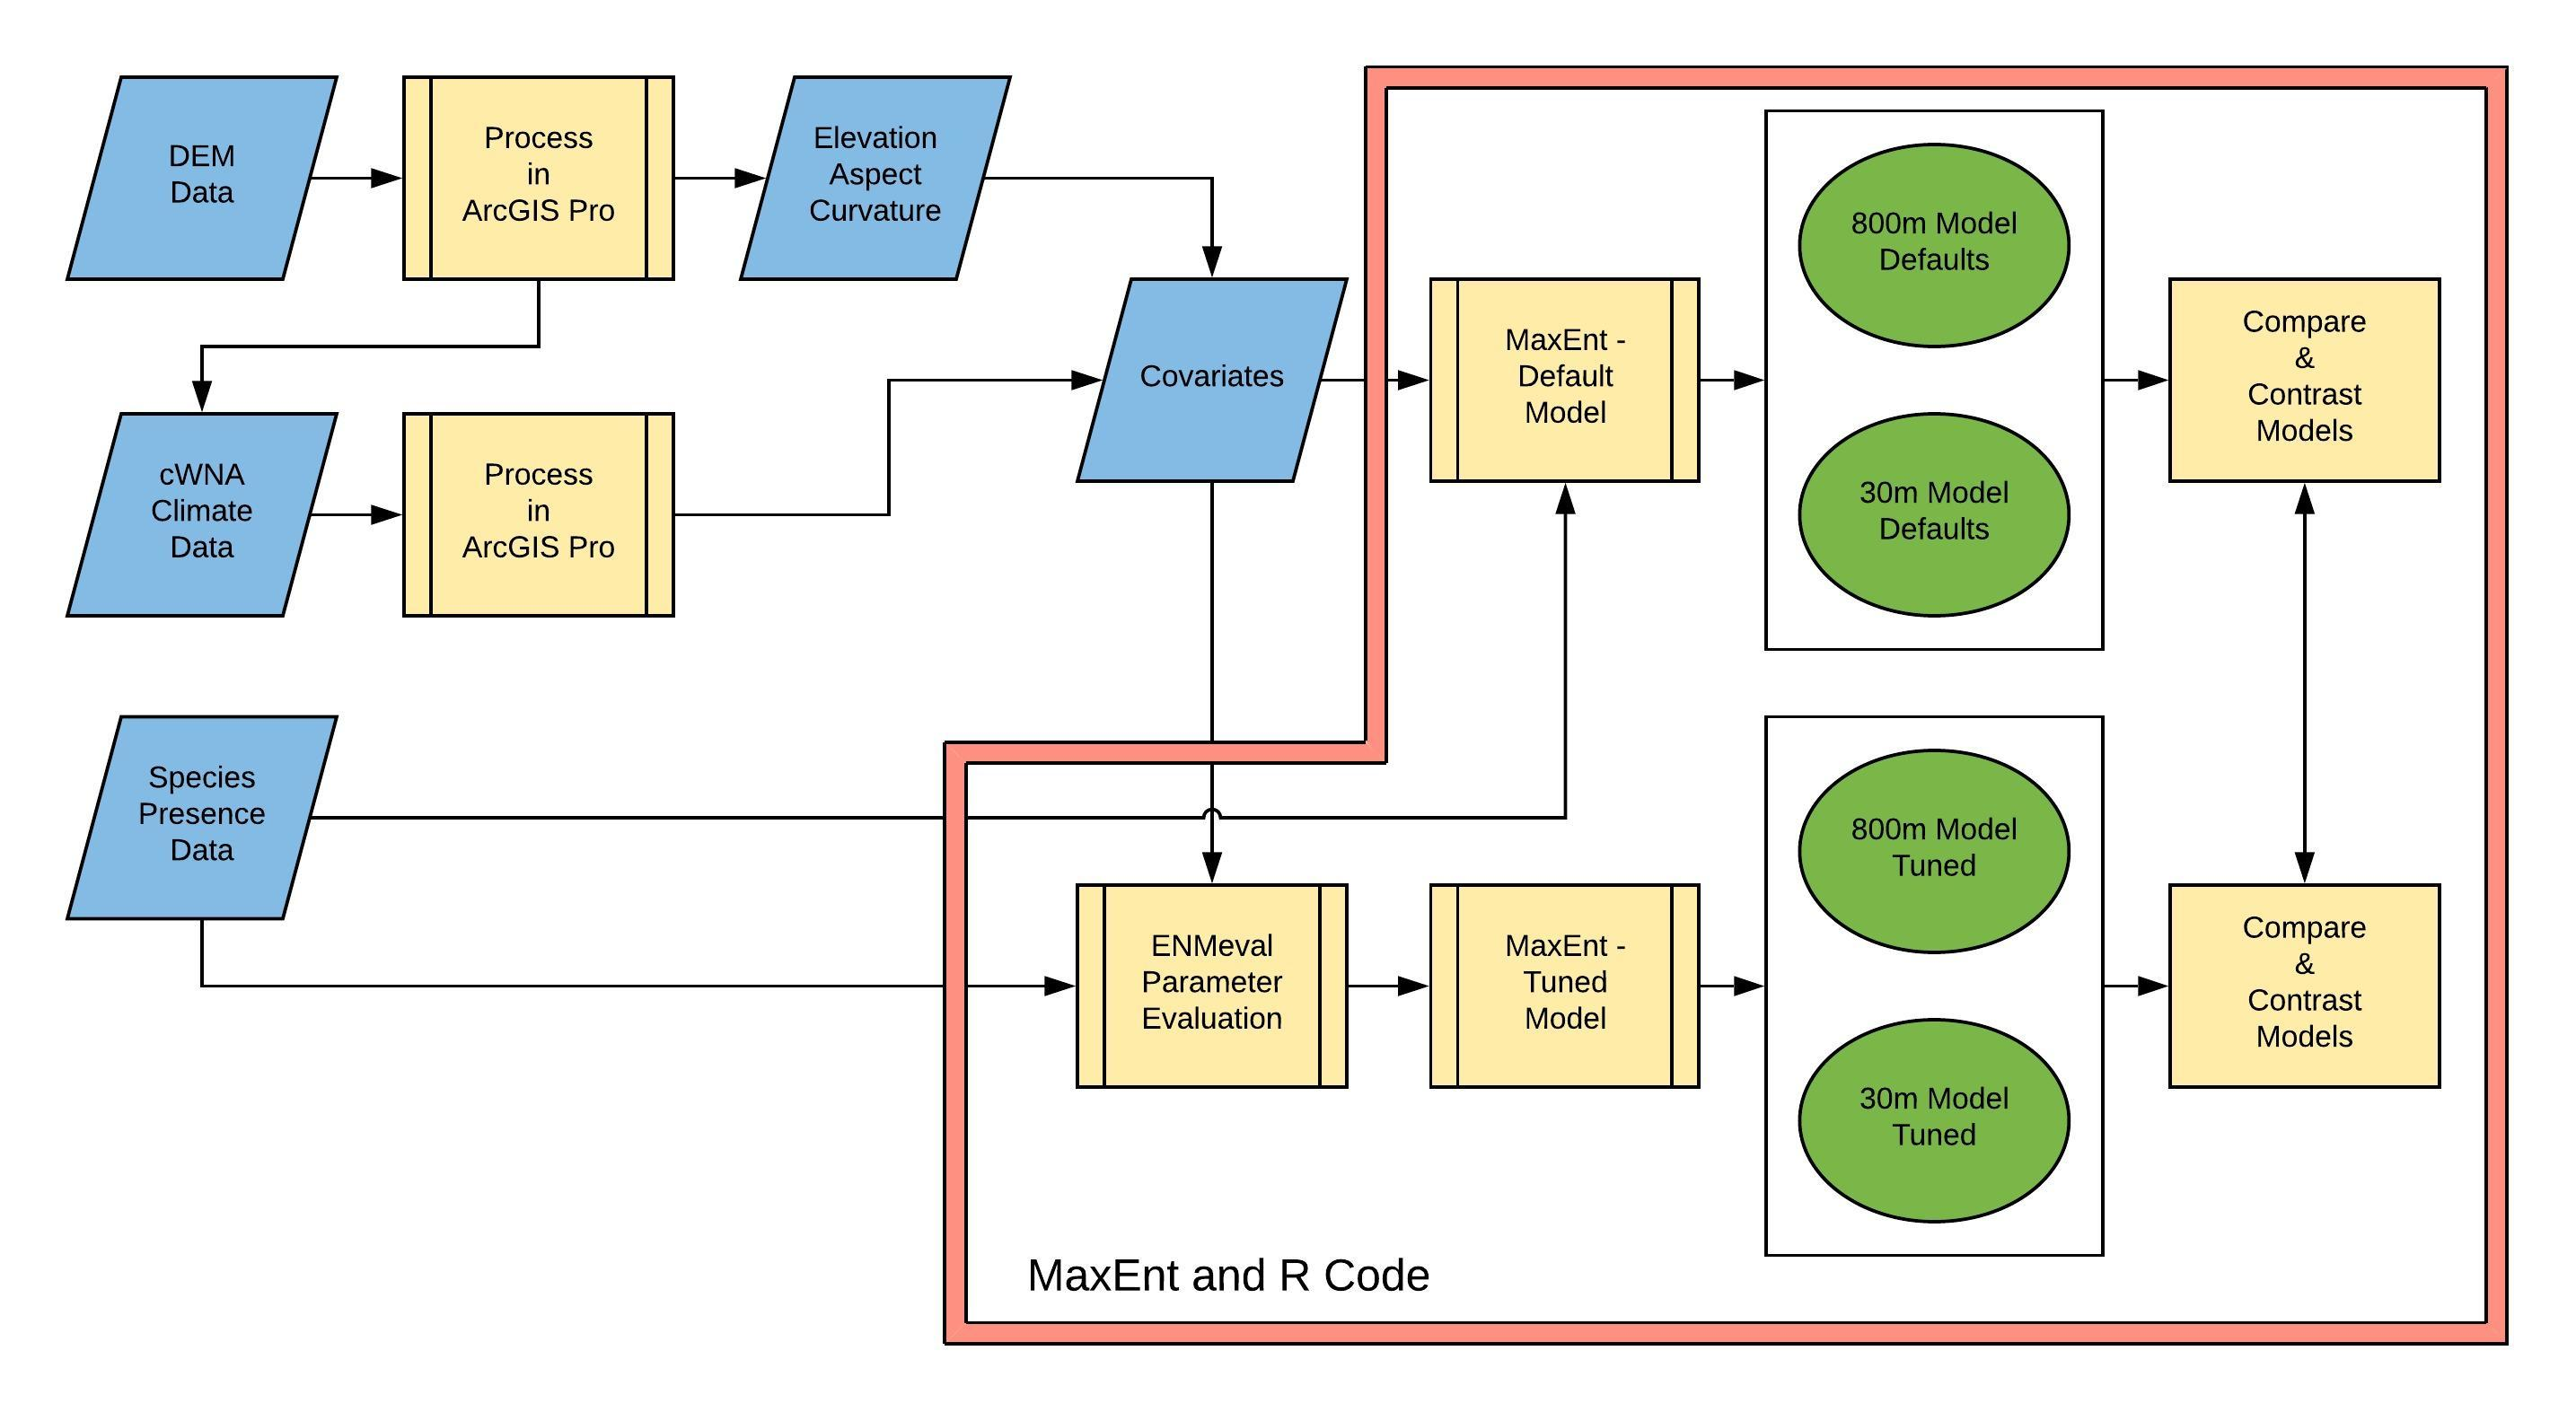 DEM
Data
Process
in
ArcGIS Pro
Elevation
Aspect
Curvature
cWNA
Climate
Data
Process
in
ArcGIS Pro
Covariates
MaxEnt -
Default
Model
800m Model
Defaults
30m Model
Defaults
Compare
&
Contrast
Models
Species
Presence
Data
ENMeval
Parameter
Evaluation
MaxEnt -
Tuned
Model
800m Model
Tuned
30m Model
Tuned
Compare
&
Contrast
Models
MaxEnt and R Code